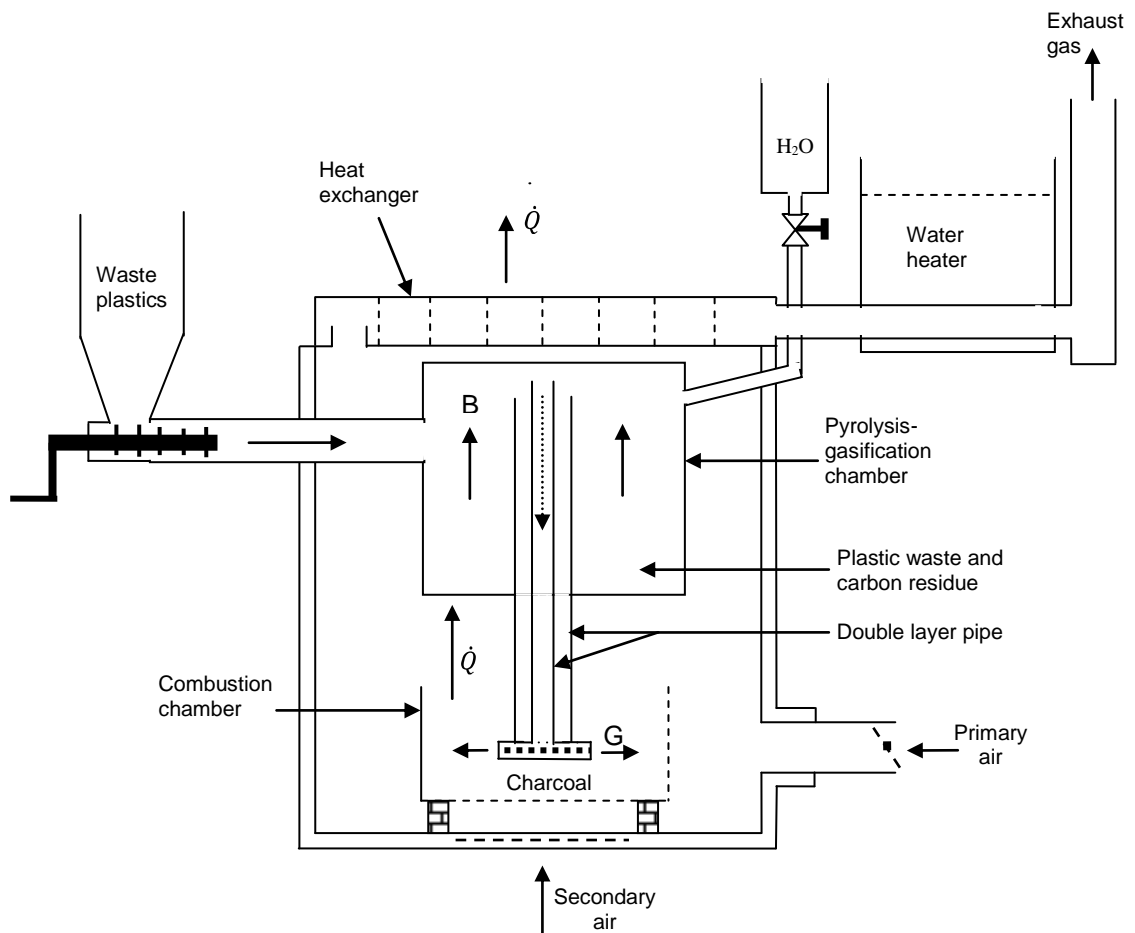 Exhaust
gas
H₂O
Heat
exchanger
Q̇
Water
heater
Waste
plastics
B
Pyrolysis-
gasification
chamber
Plastic waste and
carbon residue
Double layer pipe
Q̇
Combustion
chamber
G
Primary
air
Charcoal
Secondary
air